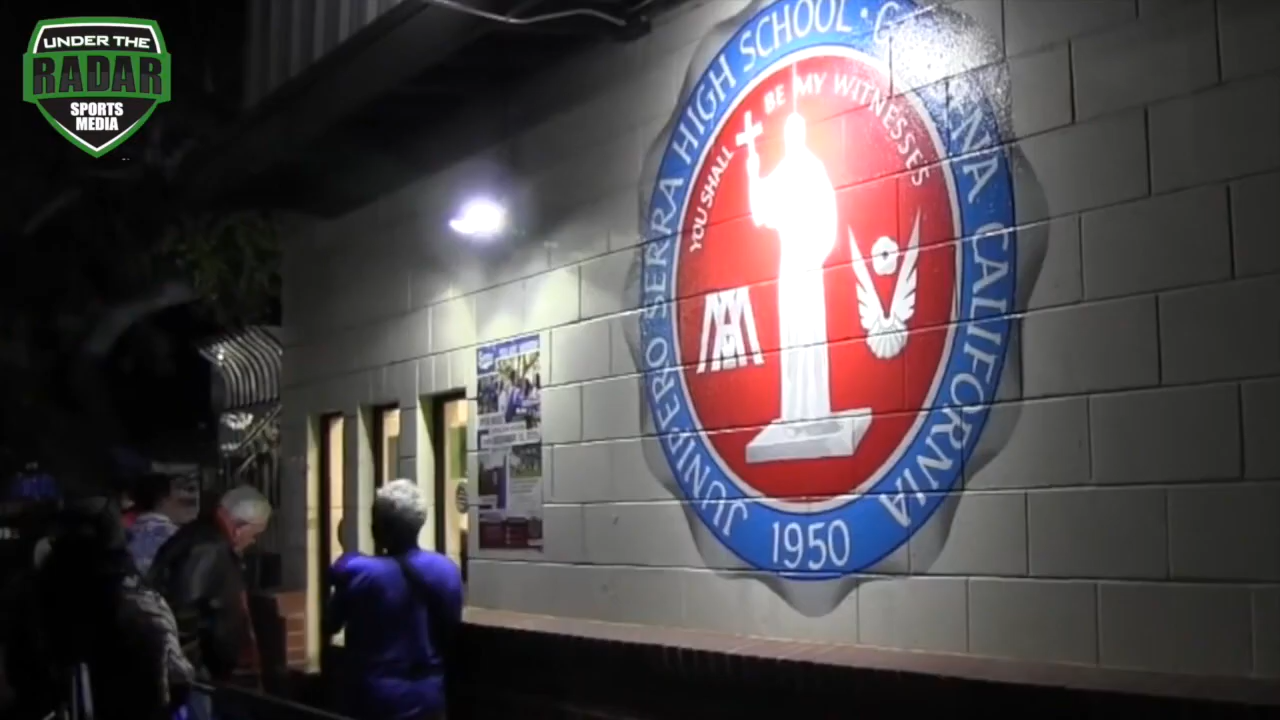 UNDER THE
RADAR
SPORTS
MEDIA
JUNIPERO SERRA HIGH SCHOOL · CALIFORNIA
YOU SHALL BE MY WITNESSES
1950